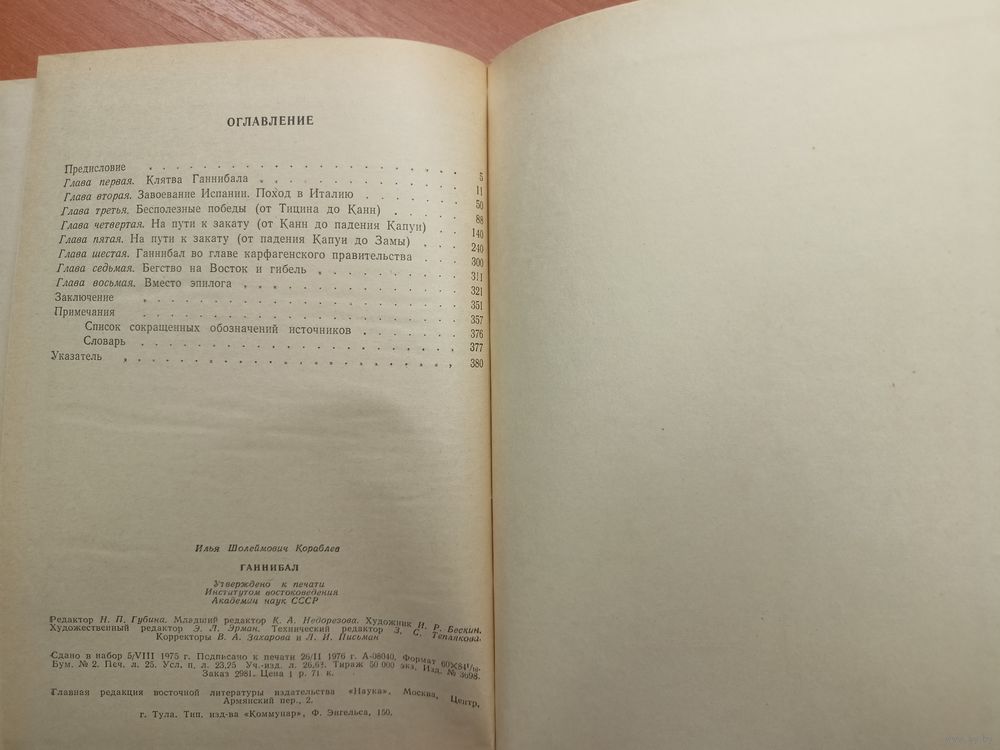 ОГЛАВЛЕНИЕ
Предисловие . . . . . . . . . . . . . . . 5
Глава первая. Клятва Ганнибала . . . . . . . . . . . 11
Глава вторая. Завоевание Испании. Поход в Италию . . . . . . 50
Глава третья. Бесполезные победы (от Тицина до Канн) . . . . . 88
Глава четвертая. На пути к закату (от Канн до падения Капуи) . . 140
Глава пятая. На пути к закату (от падения Капуи до Замы) . . . 240
Глава шестая. Ганнибал во главе карфагенского правительства . . . 300
Глава седьмая. Бегство на Восток и гибель . . . . . . . . 311
Глава восьмая. Вместо эпилога . . . . . . . . . . . 321
Заключение . . . . . . . . . . . . . . . 351
Примечания . . . . . . . . . . . . . . . 357
Список сокращенных обозначений источников . . . . . . 376
Словарь . . . . . . . . . . . . . . . 377
Указатель . . . . . . . . . . . . . . . 380
Илья Шолеймович Кораблев
ГАННИБАЛ
Утверждено к печати
Институтом востоковедения
Академии наук СССР
Редактор Н. П. Губина. Младший редактор К. А. Недорезова. Художник И. Р. Бескин.
Художественный редактор Э. Л. Эрман. Технический редактор З. С. Теплякова.
Корректоры В. А. Захарова и Л. И. Письман
Сдано в набор 5/VIII 1975 г. Подписано к печати 26/II 1976 г. А-08040. Формат 60×84 1/16.
Бум. № 2. Печ. л. 25. Усл. п. л. 23,25 Уч.-изд. л. Тираж 50 000 экз. Изд. № 3698.
Заказ 2981. Цена 1 р. 71 к.
Главная редакция восточной литературы издательства «Наука», Москва, Центр,
Армянский пер., 2.
г. Тула. Тип. изд-ва «Коммунар», Ф. Энгельса, 150.